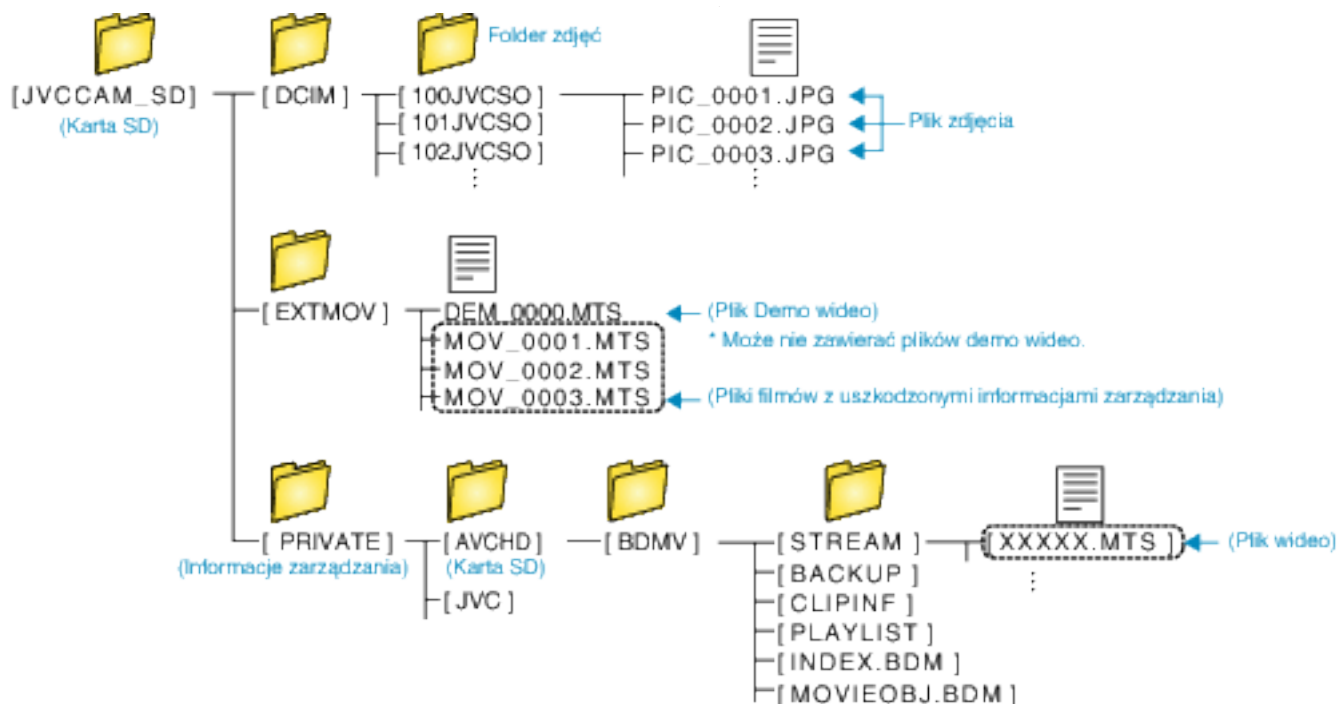 Folder zdjęć
[JVCCAM_SD] [DCIM] [100JVCSO] PIC_0001.JPG
(Karta SD) [101JVCSO] PIC_0002.JPG Plik zdjęcia
[102JVCSO] PIC_0003.JPG
[EXTMOV] DEM_0000.MTS (Plik Demo wideo)
MOV_0001.MTS * Może nie zawierać plików demo wideo.
MOV_0002.MTS
MOV_0003.MTS (Pliki filmów z uszkodzonymi informacjami zarządzania)
[PRIVATE] [AVCHD] [BDMV] [STREAM] [XXXXX.MTS] (Plik wideo)
(Informacje zarządzania) (Karta SD) [BACKUP]
[JVC] [CLIPINF]
[PLAYLIST]
[INDEX.BDM]
[MOVIEOBJ.BDM]